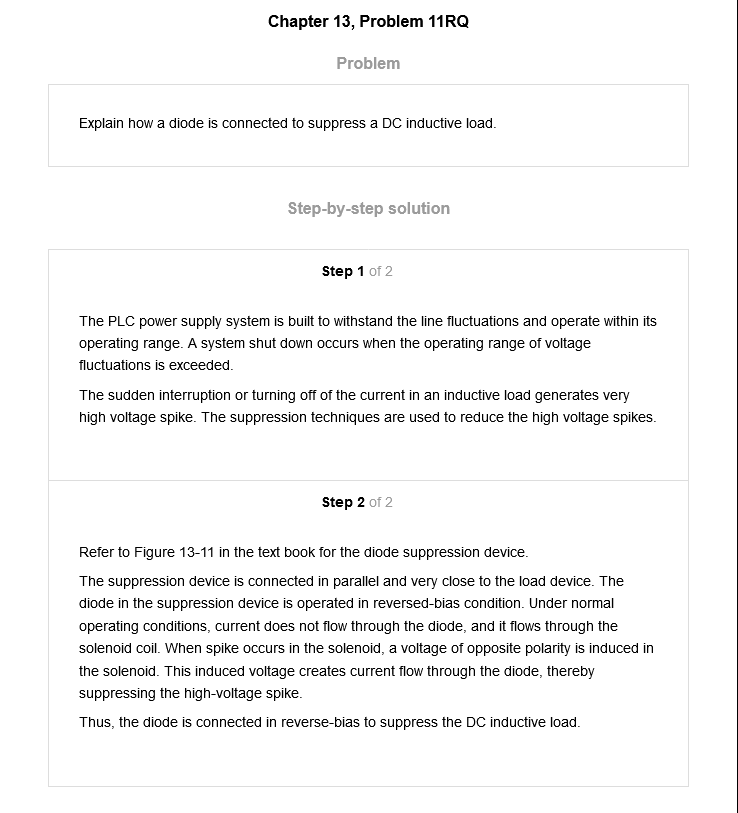 Chapter 13, Problem 11RQ
Problem
Explain how a diode is connected to suppress a DC inductive load.
Step-by-step solution
Step 1 of 2
The PLC power supply system is built to withstand the line fluctuations and operate within its
operating range. A system shut down occurs when the operating range of voltage
fluctuations is exceeded.
The sudden interruption or turning off of the current in an inductive load generates very
high voltage spike. The suppression techniques are used to reduce the high voltage spikes.
Step 2 of 2
Refer to Figure 13-11 in the text book for the diode suppression device.
The suppression device is connected in parallel and very close to the load device. The
diode in the suppression device is operated in reversed-bias condition. Under normal
operating conditions, current does not flow through the diode, and it flows through the
solenoid coil. When spike occurs in the solenoid, a voltage of opposite polarity is induced in
the solenoid. This induced voltage creates current flow through the diode, thereby
suppressing the high-voltage spike.
Thus, the diode is connected in reverse-bias to suppress the DC inductive load.